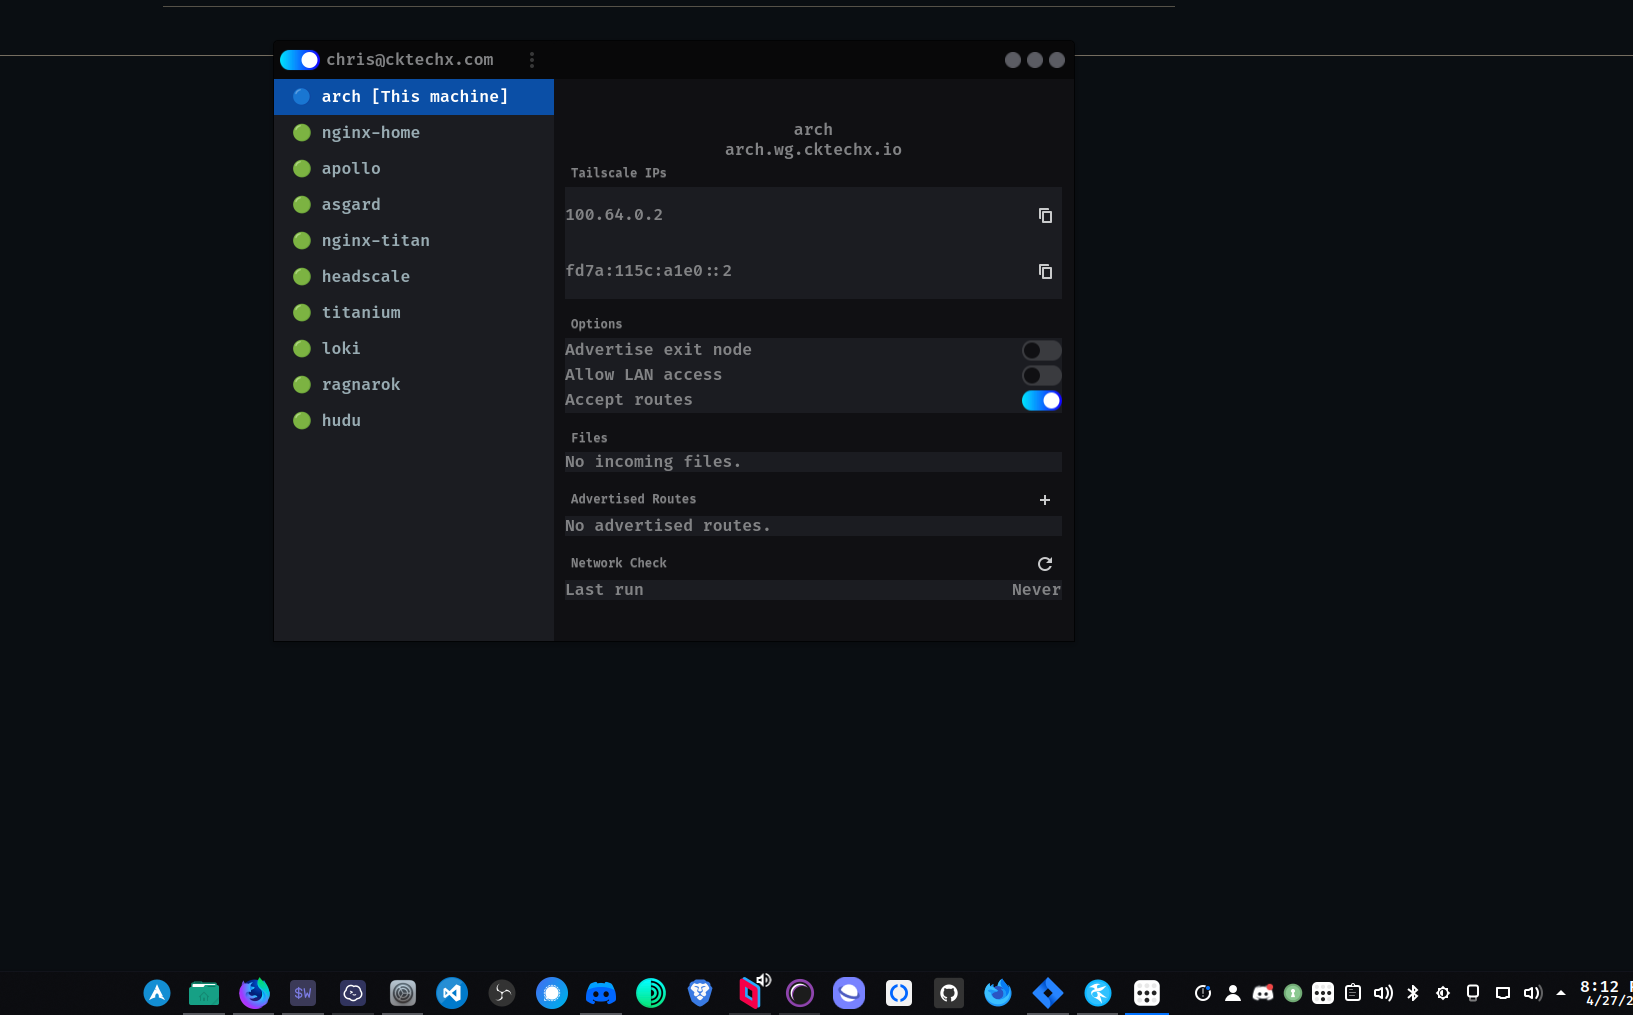 chris@cktechx.com
arch [This machine]
nginx-home
apollo
asgard
nginx-titan
headscale
titanium
loki
ragnarok
hudu
arch
arch.wg.cktechx.io
Tailscale IPs
100.64.0.2
fd7a:115c:a1e0::2
Options
Advertise exit node
Allow LAN access
Accept routes
Files
No incoming files.
Advertised Routes
No advertised routes.
Network Check
Last run Never
$W
8:12
4/27/2